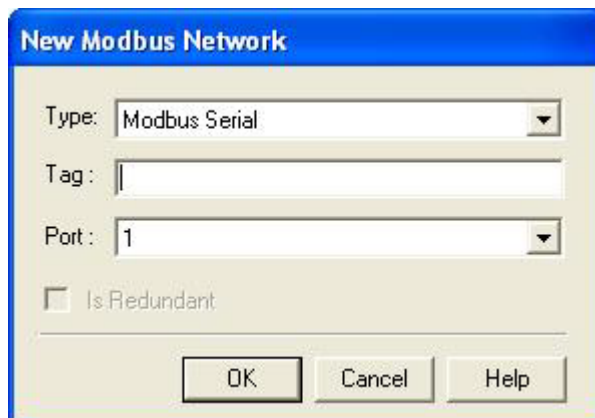 New Modbus Network
Type: Modbus Serial
Tag :
Port : 1
Is Redundant
OK Cancel Help